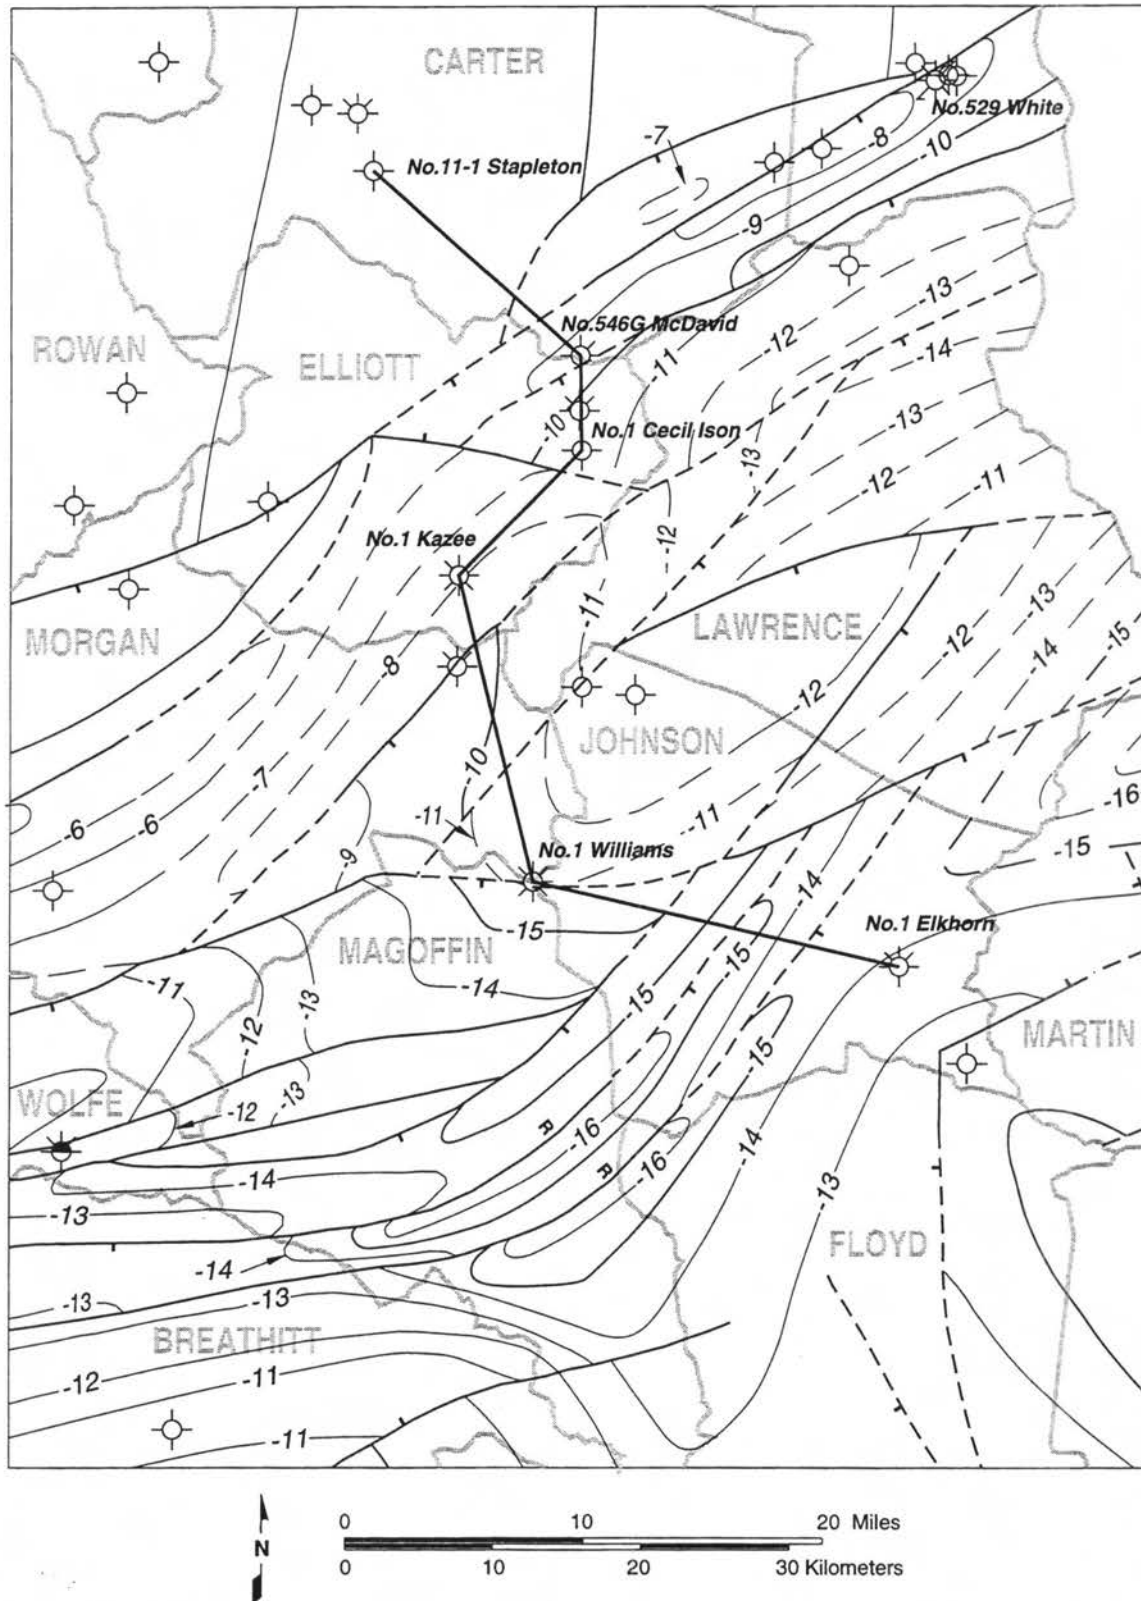 CARTER
No.529 White
-7
-8
-10
No.11-1 Stapleton
-9
-13
No.546G McDavid
-12
-14
ROWAN
ELLIOTT
-11
-13
-10
No.1 Cecil Ison
-13
-12
-11
No.1 Kazee
-12
-11
-13
MORGAN
LAWRENCE
-12
-14
-15
-8
-12
JOHNSON
-10
-7
-16
-6
-6
-11
-11
-15
-9
No.1 Williams
-14
No.1 Elkhorn
-15
-15
MAGOFFIN
-14
-11
-13
-15
-12
MARTIN
-15
WOLFE
-12
-13
R
-16
-14
R
-16
-14
-13
-13
FLOYD
-14
-13
-13
BREATHITT
-12
-11
-11
N
0 10 20 Miles
0 10 20 30 Kilometers